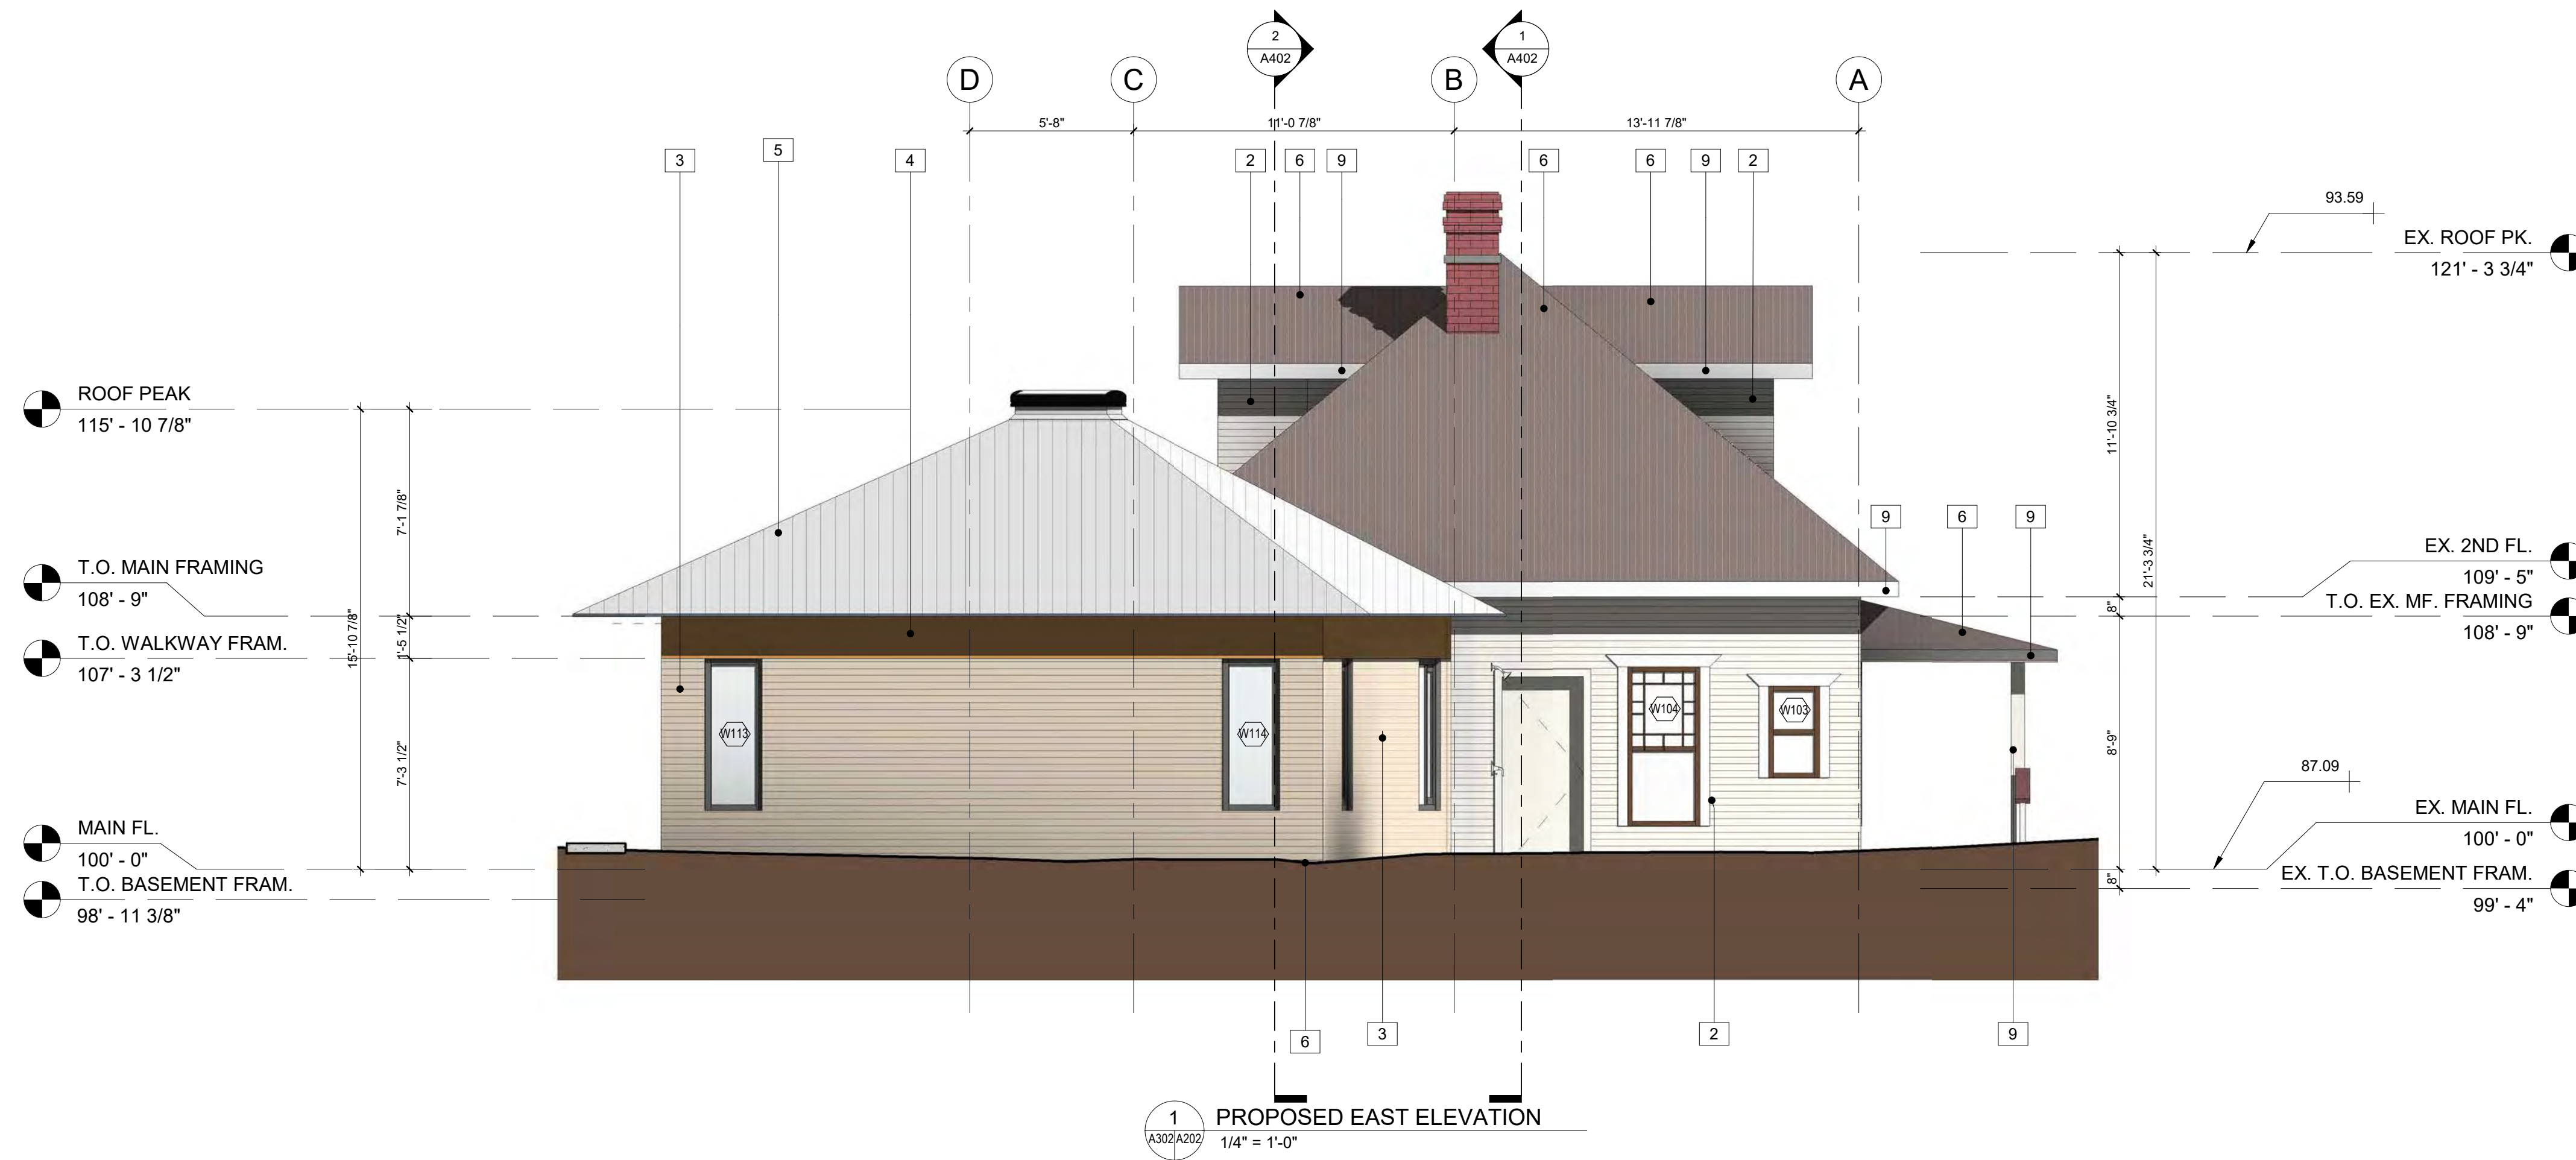 2
A402
1
A402
D
C
B
A
5'-8"
11'-0 7/8"
13'-11 7/8"
3
5
4
2
6
9
6
6
9
2
93.59
EX. ROOF PK.
121' - 3 3/4"
ROOF PEAK
115' - 10 7/8"
11'-10 3/4"
7'-1 7/8"
9
6
9
T.O. MAIN FRAMING
108' - 9"
EX. 2ND FL.
109' - 5"
21'-3 3/4"
8"
T.O. EX. MF. FRAMING
108' - 9"
15'-10 7/8"
1'-5 1/2"
T.O. WALKWAY FRAM.
107' - 3 1/2"
W113
W114
W104
W103
7'-3 1/2"
8'-9"
87.09
MAIN FL.
100' - 0"
EX. MAIN FL.
100' - 0"
T.O. BASEMENT FRAM.
98' - 11 3/8"
8"
EX. T.O. BASEMENT FRAM.
99' - 4"
6
3
2
9
1
A302 A202
PROPOSED EAST ELEVATION
1/4" = 1'-0"